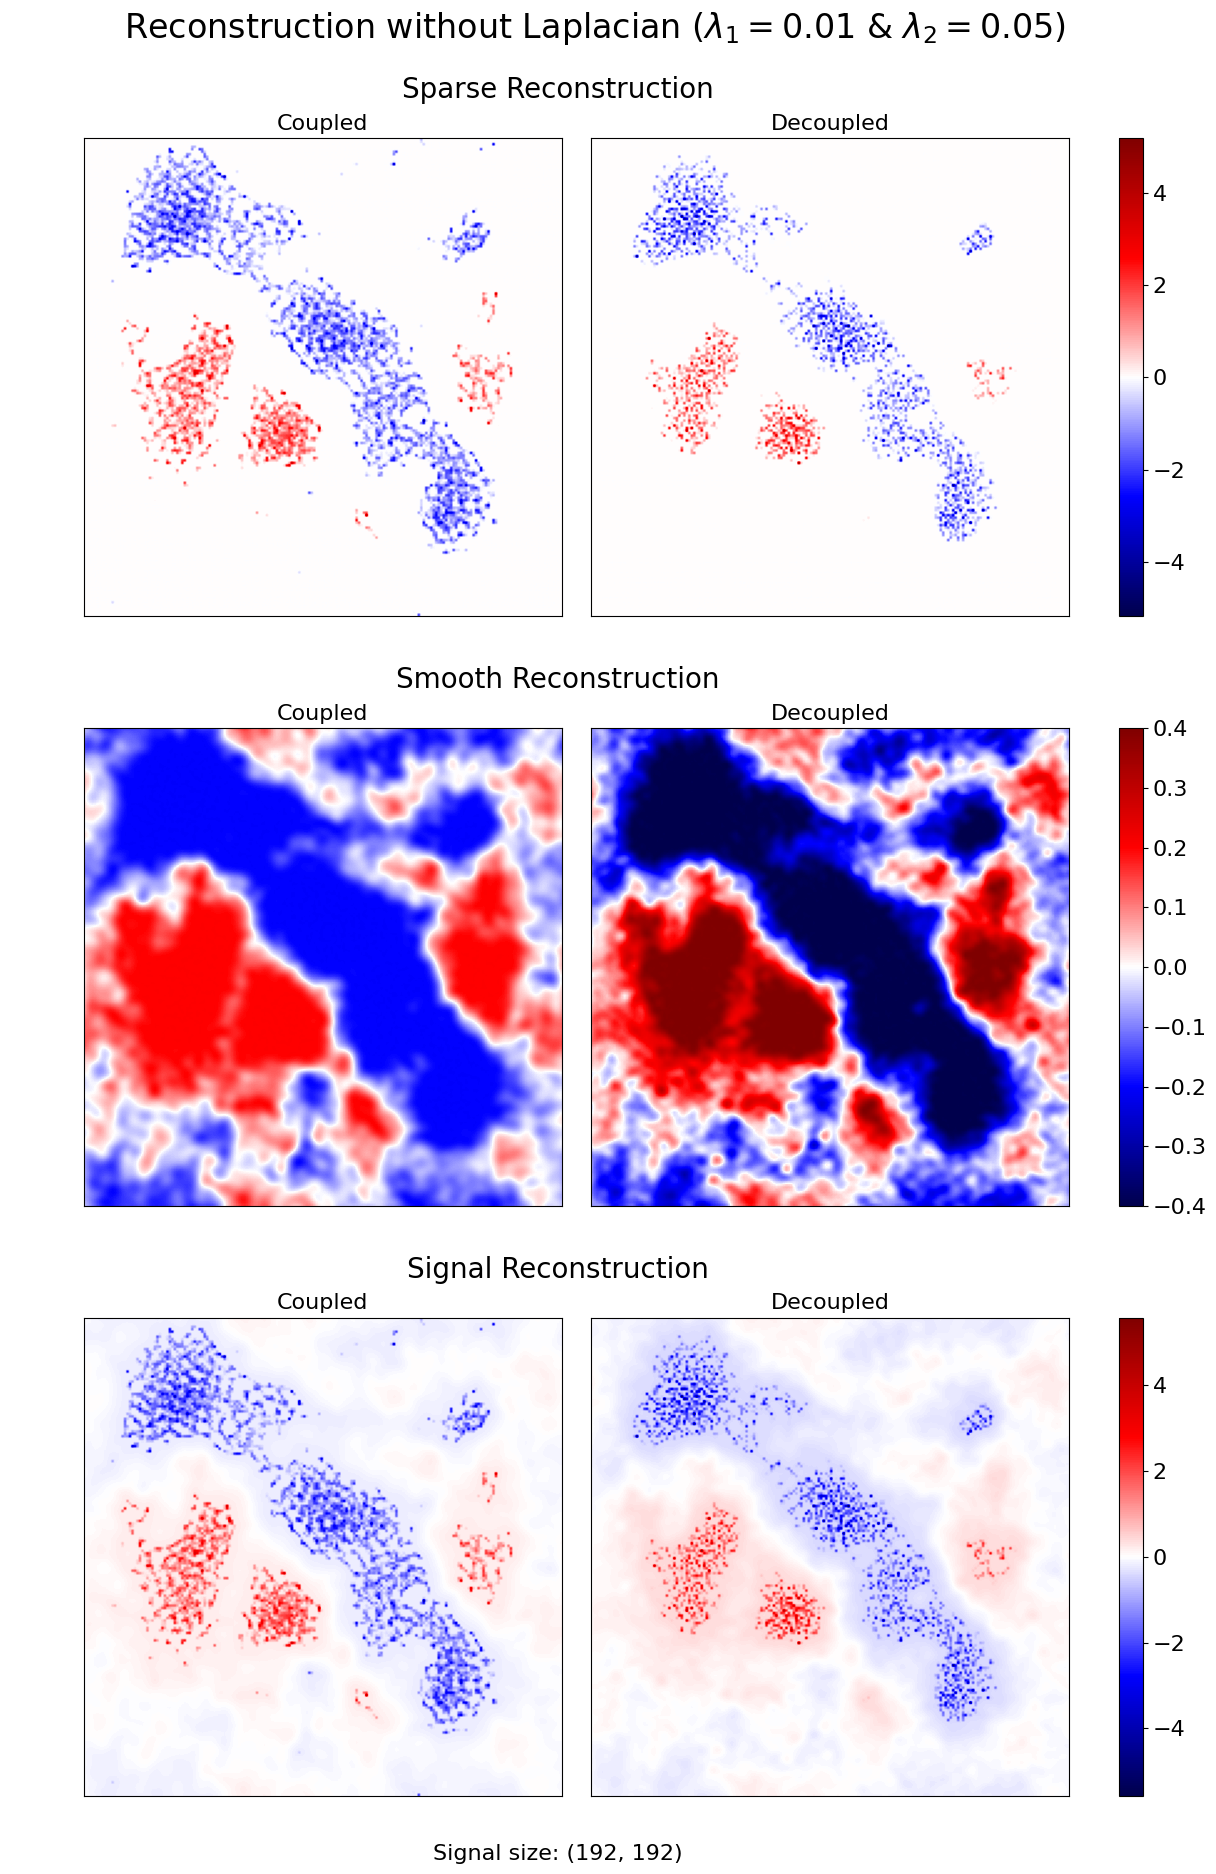 Reconstruction without Laplacian (λ₁ = 0.01 & λ₂ = 0.05)
Sparse Reconstruction
Coupled
Decoupled
4
2
0
−2
−4
Smooth Reconstruction
Coupled
Decoupled
0.4
0.3
0.2
0.1
0.0
−0.1
−0.2
−0.3
−0.4
Signal Reconstruction
Coupled
Decoupled
4
2
0
−2
−4
Signal size: (192, 192)